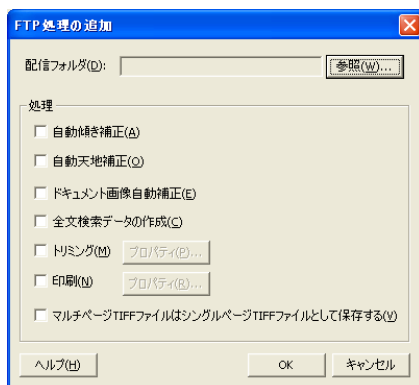 FTP処理の追加
配信フォルダ(D): 参照(W)...
処理
自動傾き補正(A)
自動天地補正(O)
ドキュメント画像自動補正(E)
全文検索データの作成(C)
トリミング(M) プロパティ(P)...
印刷(N) プロパティ(R)...
マルチページTIFFファイルはシングルページTIFFファイルとして保存する(V)
ヘルプ(H) OK キャンセル